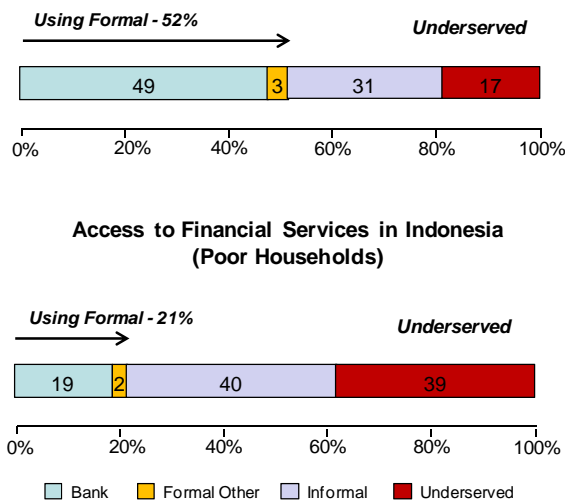 Using Formal - 52%
Underserved
49 3 31 17
0% 20% 40% 60% 80% 100%
Access to Financial Services in Indonesia
(Poor Households)
Using Formal - 21%
Underserved
19 2 40 39
0% 20% 40% 60% 80% 100%
Bank Formal Other Informal Underserved